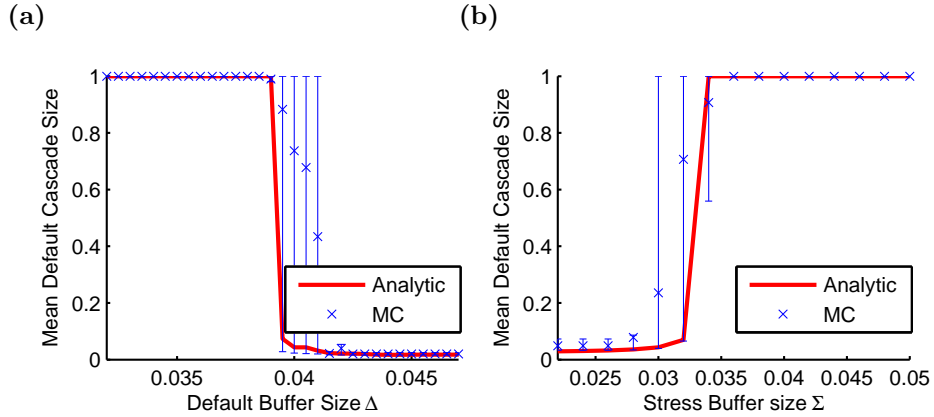 (a)
Mean Default Cascade Size
1
0.8
0.6
0.4
0.2
0
0.035
0.04
0.045
Default Buffer Size Δ
Analytic
MC
(b)
Mean Default Cascade Size
1
0.8
0.6
0.4
0.2
0
0.025
0.03
0.035
0.04
0.045
0.05
Stress Buffer size Σ
Analytic
MC